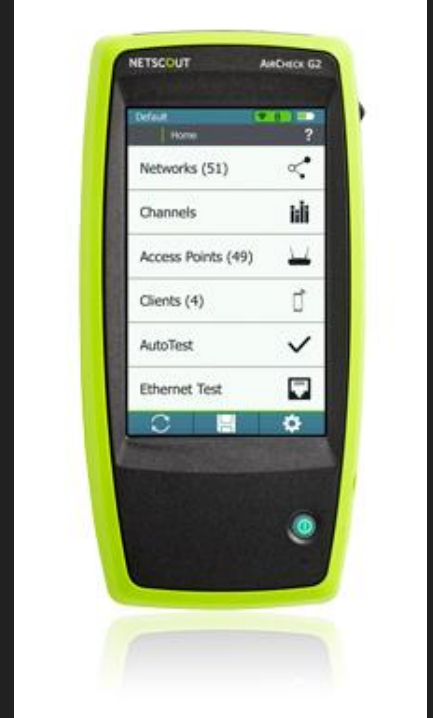 NETSCOUT AIRCHECK G2
Default
Home ?
Networks (51)
Channels
Access Points (49)
Clients (4)
AutoTest
Ethernet Test